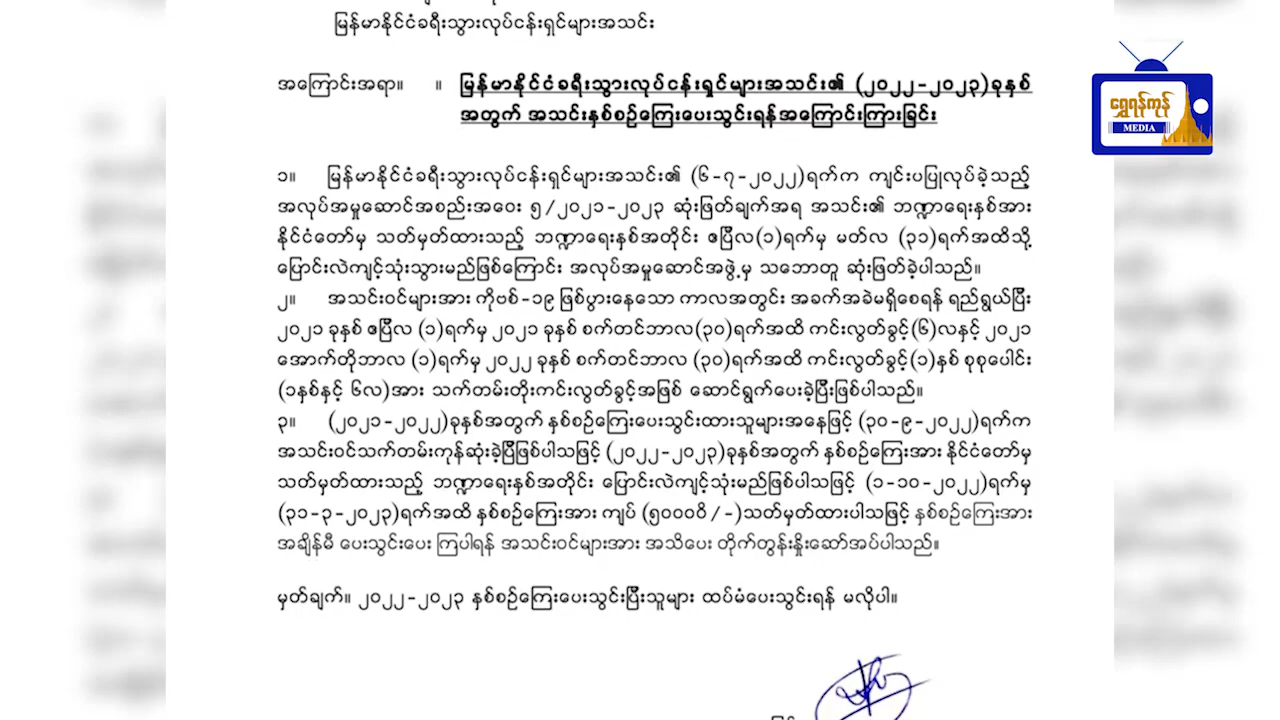 မြန်မာနိုင်ငံခရီးသွားလုပ်ငန်းရှင်များအသင်း
အကြောင်းအရာ။ ။ မြန်မာနိုင်ငံခရီးသွားလုပ်ငန်းရှင်များအသင်း၏ (၂၀၂၂-၂၀၂၃)ခုနှစ်
အတွက် အသင်းနှစ်စဉ်ကြေးပေးသွင်းရန်အကြောင်းကြားခြင်း
ရွှေရန်ကုန်
MEDIA
၁။ မြန်မာနိုင်ငံခရီးသွားလုပ်ငန်းရှင်များအသင်း၏ (၆-၇-၂၀၂၂)ရက်က ကျင်းပပြုလုပ်ခဲ့သည့်
အလုပ်အမှုဆောင်အစည်းအဝေး ၅/၂၀၂၁-၂၀၂၃ ဆုံးဖြတ်ချက်အရ အသင်း၏ ဘဏ္ဍာရေးနှစ်အား
နိုင်ငံတော်မှ သတ်မှတ်ထားသည့် ဘဏ္ဍာရေးနှစ်အတိုင်း ဧပြီလ(၁)ရက်မှ မတ်လ (၃၁)ရက်အထိသို့
ပြောင်းလဲကျင့်သုံးသွားမည်ဖြစ်ကြောင်း အလုပ်အမှုဆောင်အဖွဲ့မှ သဘောတူ ဆုံးဖြတ်ခဲ့ပါသည်။
၂။ အသင်းဝင်များအား ကိုဗစ်-၁၉ ဖြစ်ပွားနေသော ကာလအတွင်း အခက်အခဲမရှိစေရန် ရည်ရွယ်ပြီး
၂၀၂၁ ခုနှစ် ဧပြီလ (၁)ရက်မှ ၂၀၂၁ ခုနှစ် စက်တင်ဘာလ(၃၀)ရက်အထိ ကင်းလွတ်ခွင့်(၆)လနှင့် ၂၀၂၁
အောက်တိုဘာလ (၁)ရက်မှ ၂၀၂၂ ခုနှစ် စက်တင်ဘာလ (၃၀)ရက်အထိ ကင်းလွတ်ခွင့်(၁)နှစ် စုစုပေါင်း
(၁နှစ်နှင့် ၆လ)အား သက်တမ်းတိုးကင်းလွတ်ခွင့်အဖြစ် ဆောင်ရွက်ပေးခဲ့ပြီးဖြစ်ပါသည်။
၃။ (၂၀၂၁-၂၀၂၂)ခုနှစ်အတွက် နှစ်စဉ်ကြေးပေးသွင်းထားသူများအနေဖြင့် (၃၀-၉-၂၀၂၂)ရက်က
အသင်းဝင်သက်တမ်းကုန်ဆုံးခဲ့ပြီဖြစ်ပါသဖြင့် (၂၀၂၂-၂၀၂၃)ခုနှစ်အတွက် နှစ်စဉ်ကြေးအား နိုင်ငံတော်မှ
သတ်မှတ်ထားသည့် ဘဏ္ဍာရေးနှစ်အတိုင်း ပြောင်းလဲကျင့်သုံးမည်ဖြစ်ပါသဖြင့် (၁-၁၀-၂၀၂၂)ရက်မှ
(၃၁-၃-၂၀၂၃)ရက်အထိ နှစ်စဉ်ကြေးအား ကျပ် (၅၀၀၀ဝိ/-)သတ်မှတ်ထားပါသဖြင့် နှစ်စဉ်ကြေးအား
အချိန်မီ ပေးသွင်းပေး ကြပါရန် အသင်းဝင်များအား အသိပေး တိုက်တွန်းနှိုးဆော်အပ်ပါသည်။
မှတ်ချက်။ ၂၀၂၂-၂၀၂၃ နှစ်စဉ်ကြေးပေးသွင်းပြီးသူများ ထပ်မံပေးသွင်းရန် မလိုပါ။